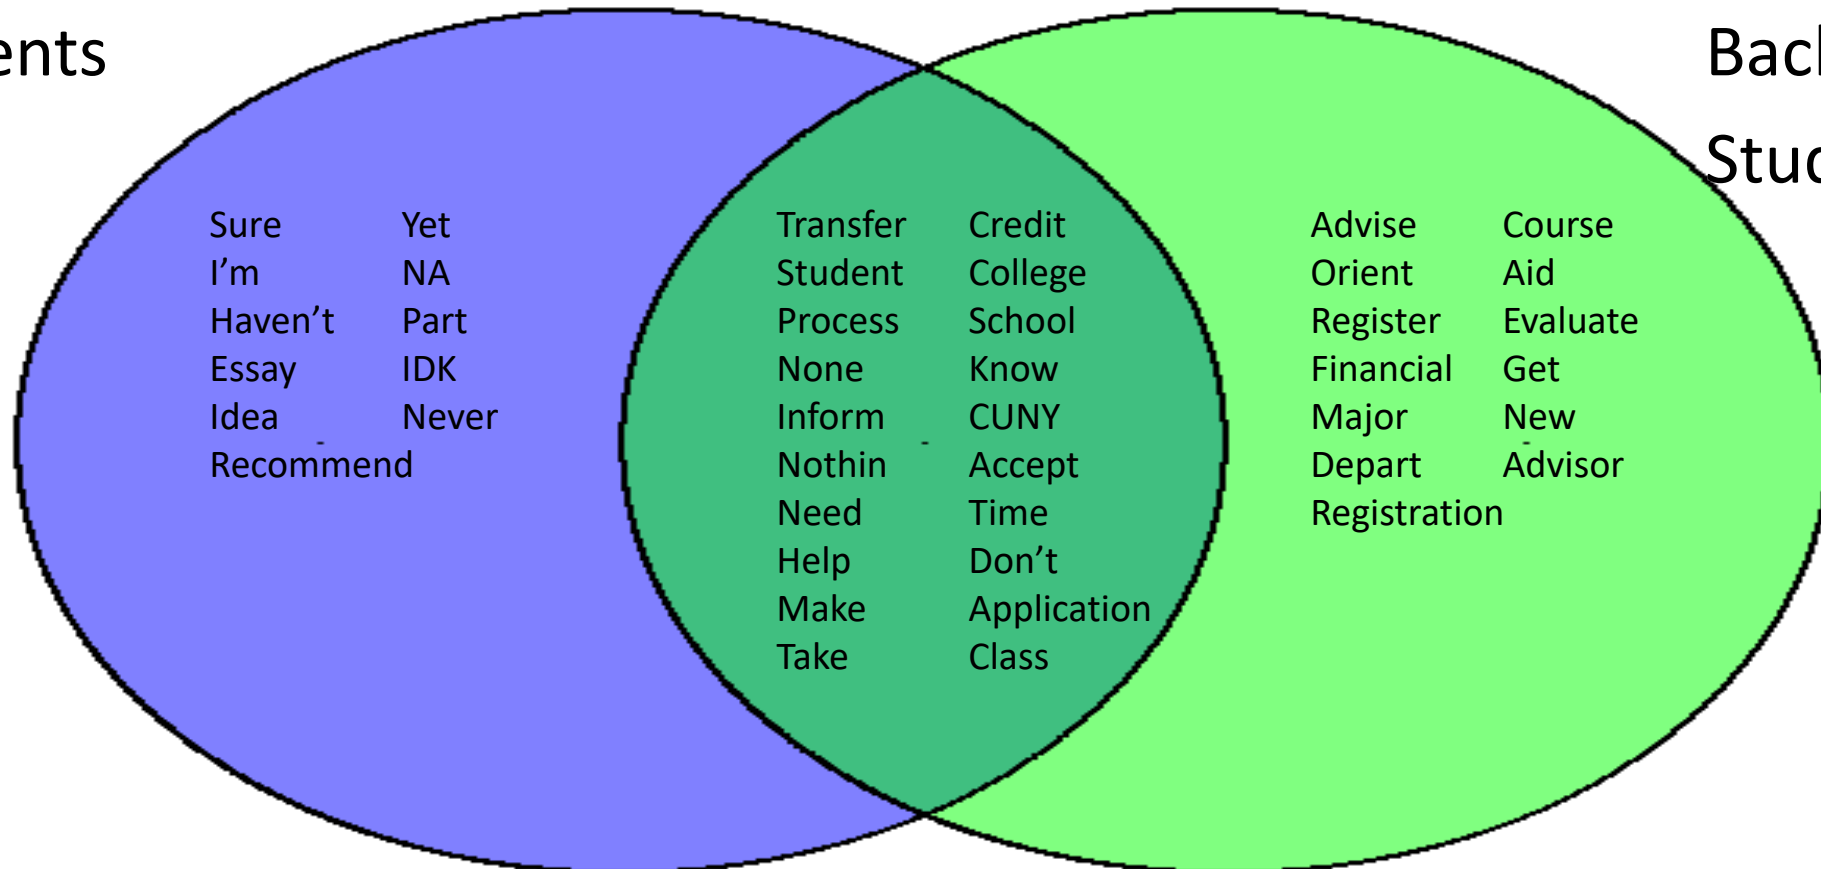 ents
Bac
Stud
Sure Yet
I'm NA
Haven't Part
Essay IDK
Idea Never
Recommend
Transfer Credit
Student College
Process School
None Know
Inform CUNY
Nothin Accept
Need Time
Help Don't
Make Application
Take Class
Advise Course
Orient Aid
Register Evaluate
Financial Get
Major New
Depart Advisor
Registration